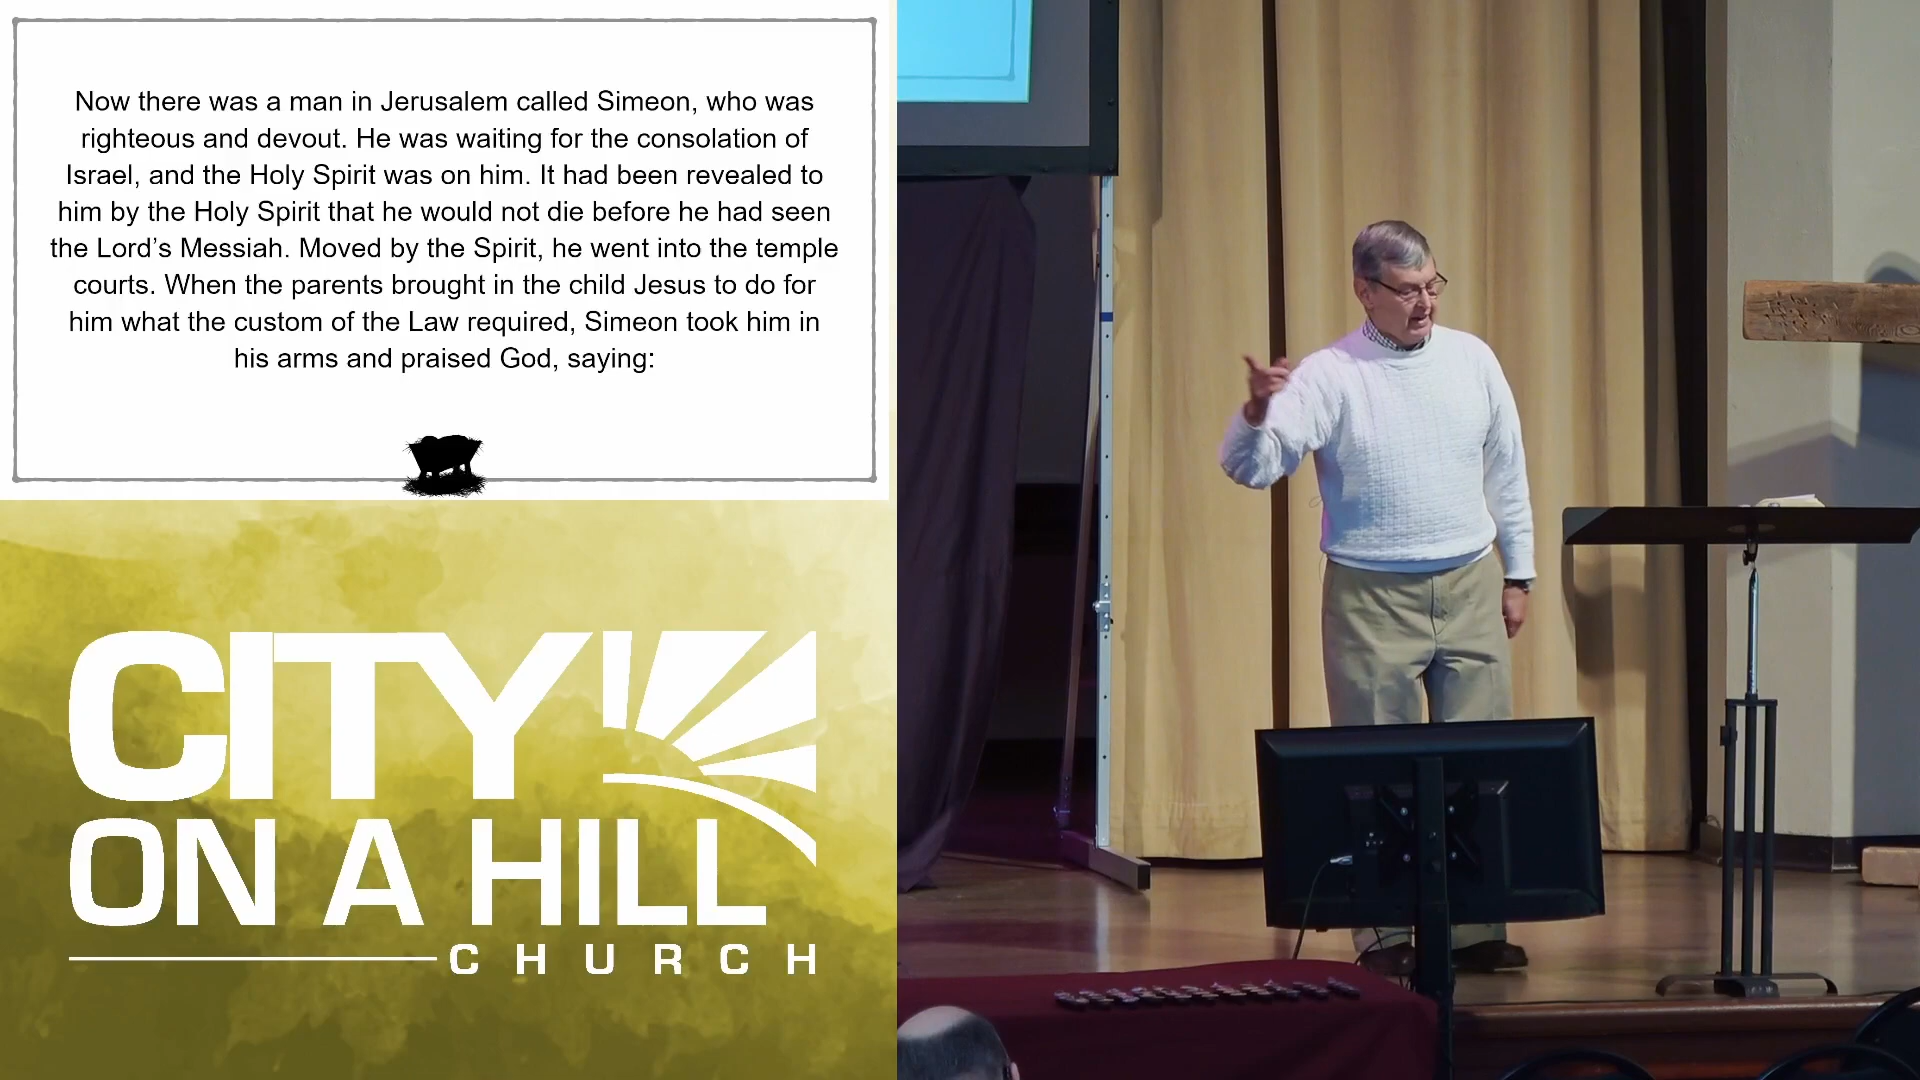 Now there was a man in Jerusalem called Simeon, who was
righteous and devout. He was waiting for the consolation of
Israel, and the Holy Spirit was on him. It had been revealed to
him by the Holy Spirit that he would not die before he had seen
the Lord’s Messiah. Moved by the Spirit, he went into the temple
courts. When the parents brought in the child Jesus to do for
him what the custom of the Law required, Simeon took him in
his arms and praised God, saying:
CITY
ON A HILL
CHURCH